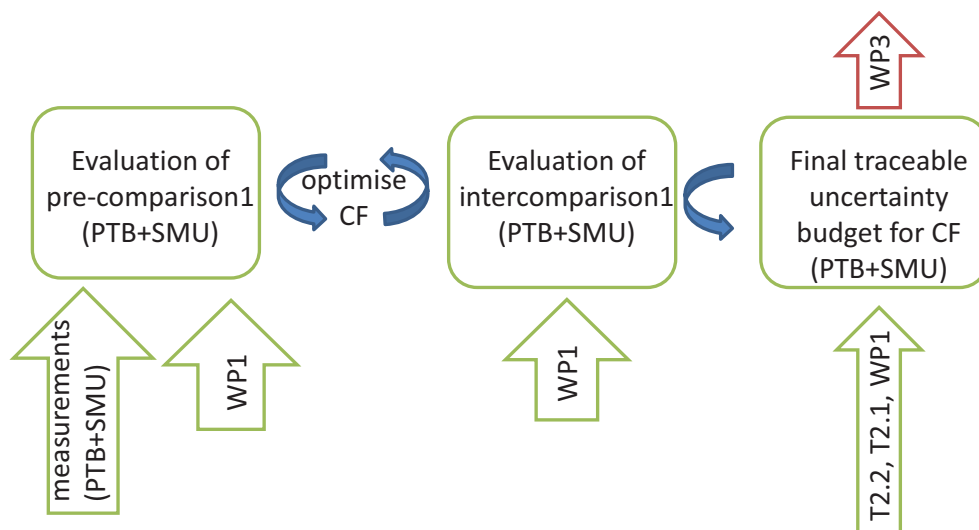 WP3
Evaluation of
pre-comparison1
(PTB+SMU)
optimise
CF
Evaluation of
intercomparison1
(PTB+SMU)
Final traceable
uncertainty
budget for CF
(PTB+SMU)
measurements
(PTB+SMU)
WP1
WP1
T2.2, T2.1, WP1